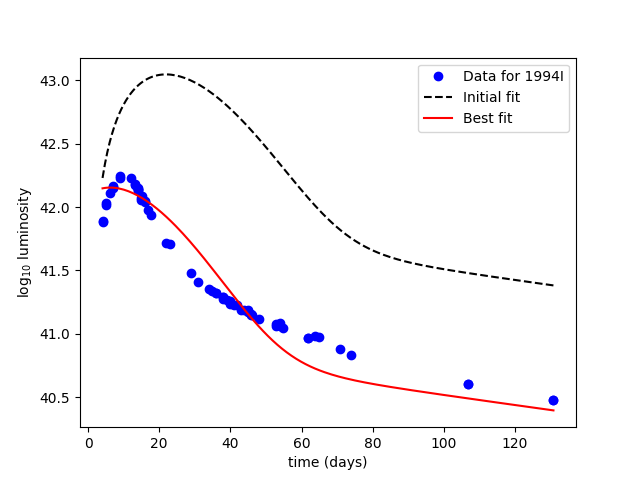 Data for 1994I
Initial fit
Best fit
43.0
42.5
42.0
41.5
41.0
40.5
log₁₀ luminosity
0 20 40 60 80 100 120
time (days)